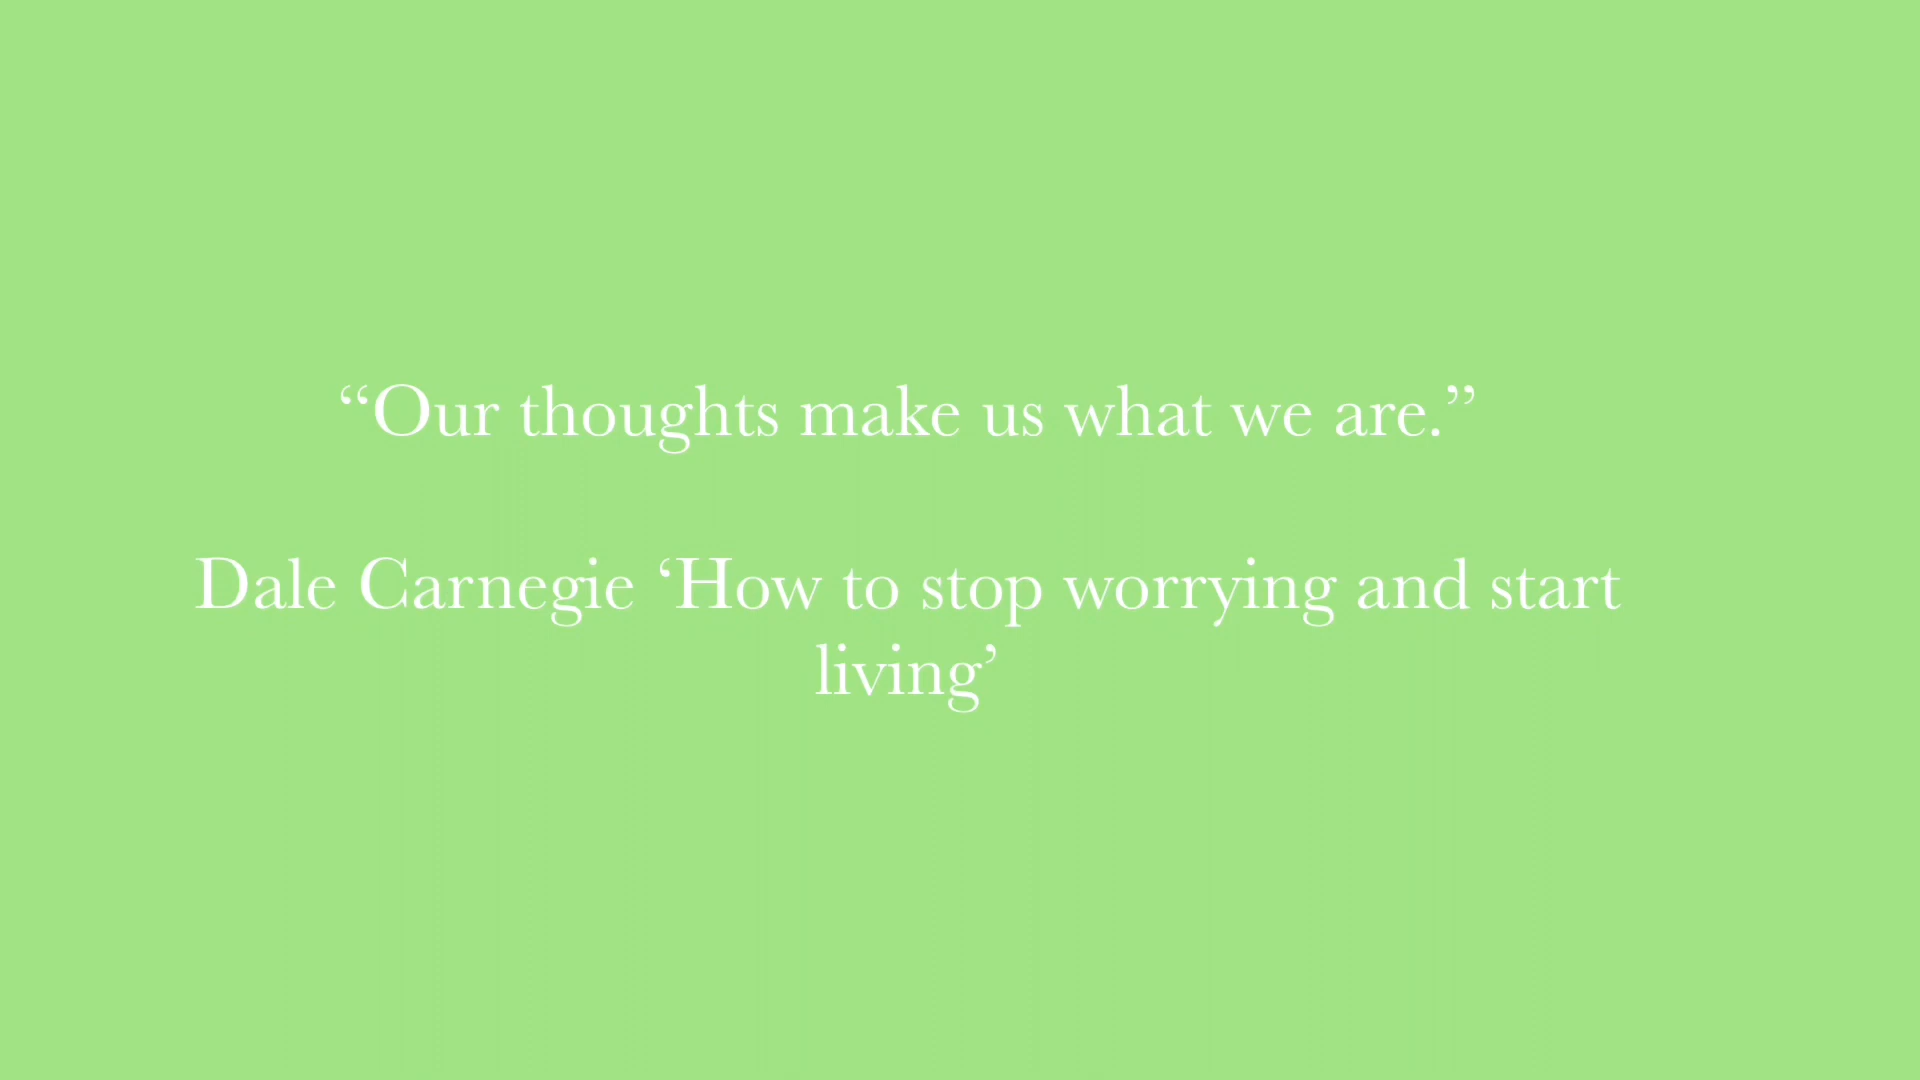 “Our thoughts make us what we are.”
Dale Carnegie ‘How to stop worrying and start
living’